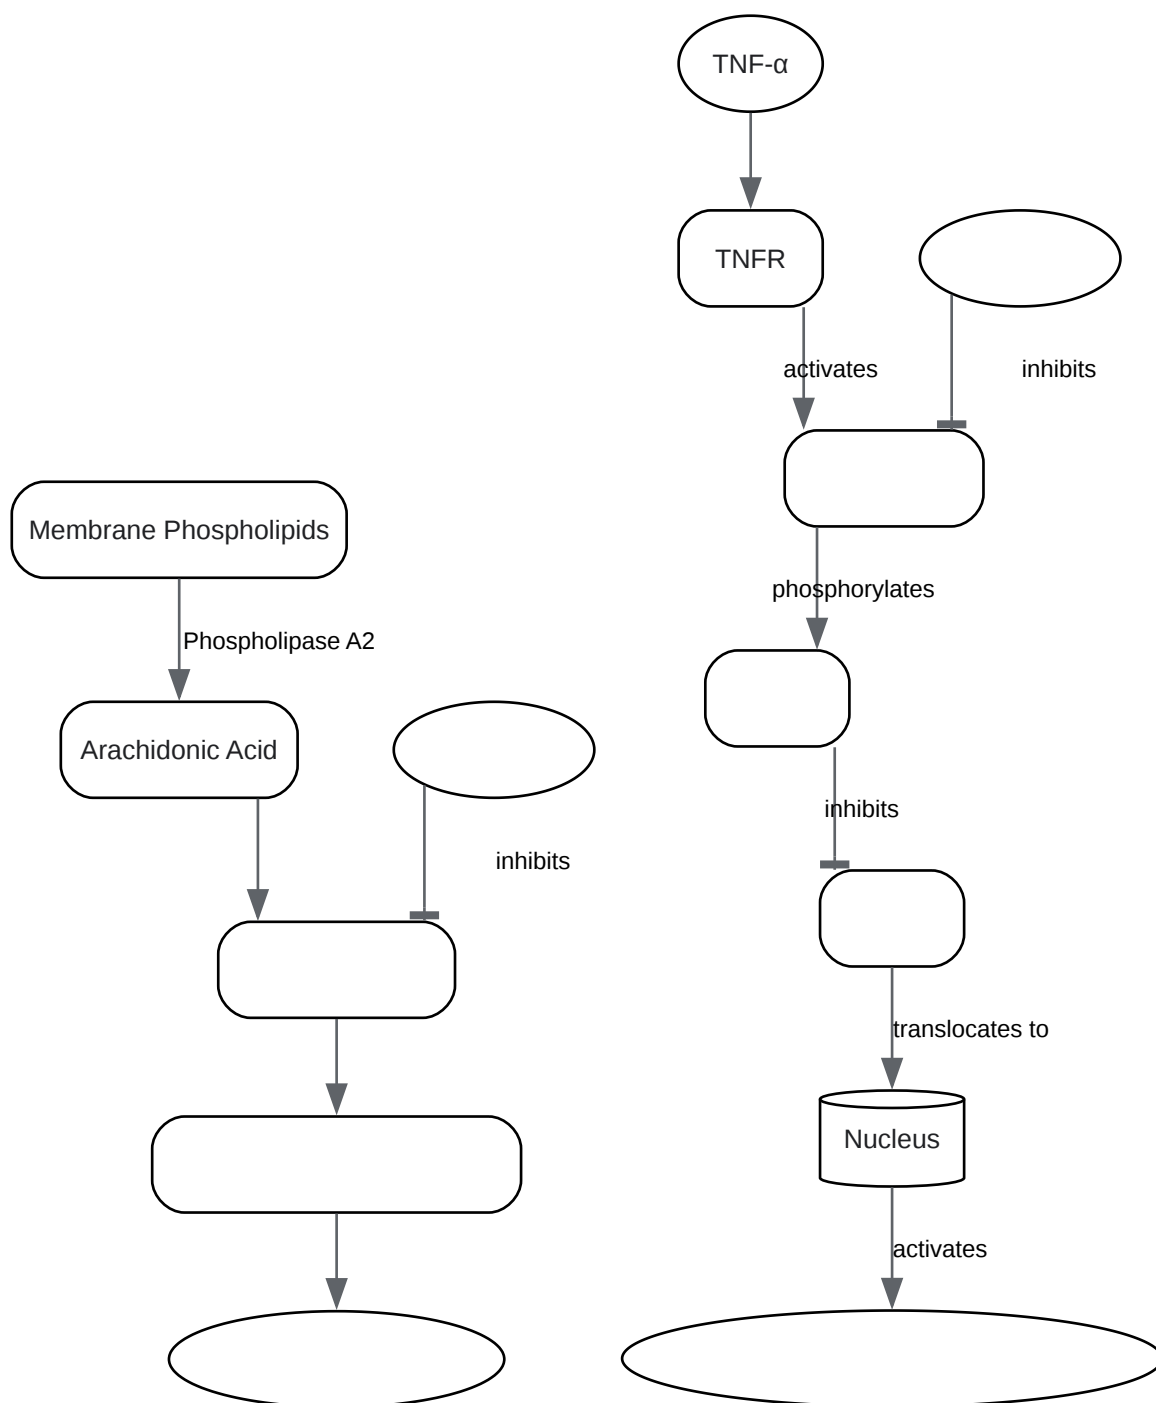 TNF-α
TNFR
activates
inhibits
Membrane Phospholipids
phosphorylates
Phospholipase A2
Arachidonic Acid
inhibits
inhibits
translocates to
Nucleus
activates